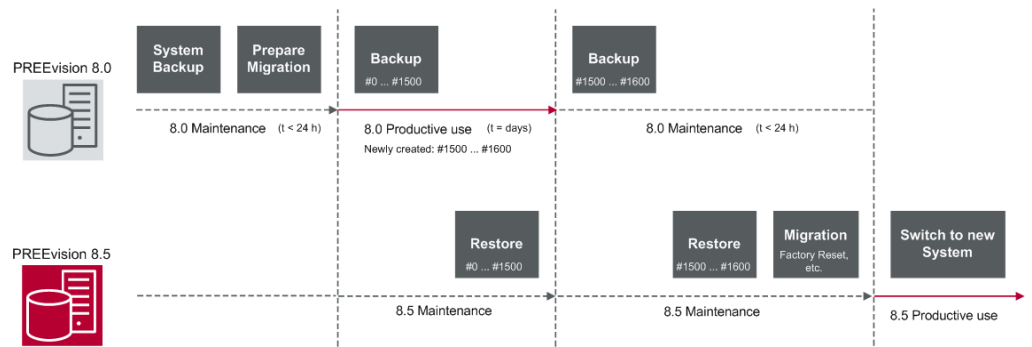 System
Backup
Prepare
Migration
Backup
#0 ... #1500
Backup
#1500 ... #1600
PREEvision 8.0
8.0 Maintenance (t < 24 h)
8.0 Productive use (t = days)
Newly created: #1500 ... #1600
8.0 Maintenance (t < 24 h)
PREEvision 8.5
Restore
#0 ... #1500
Restore
#1500 ... #1600
Migration
Factory Reset,
etc.
Switch to new
System
8.5 Maintenance
8.5 Maintenance
8.5 Productive use